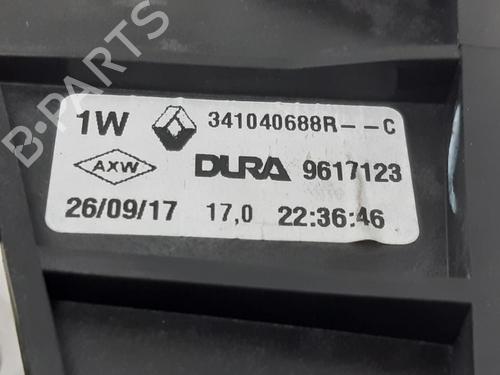 1W 341040688R--C
AXW DURA 9617123
26/09/17 17,0 22:36:46
B-PARTS